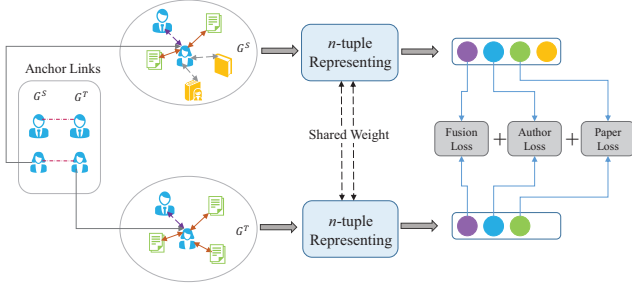 Anchor Links
G^S G^T
G^S
n-tuple
Representing
Shared Weight
Fusion
Loss
+
Author
Loss
+
Paper
Loss
G^T
n-tuple
Representing